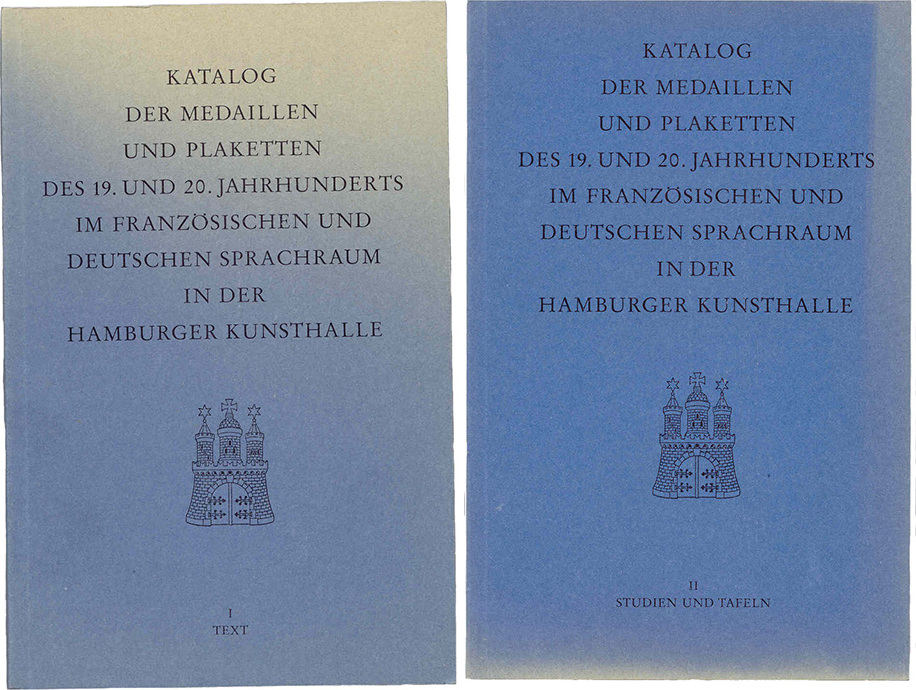 KATALOG
DER MEDAILLEN
UND PLAKETTEN
DES 19. UND 20. JAHRHUNDERTS
IM FRANZÖSISCHEN UND
DEUTSCHEN SPRACHRAUM
IN DER
HAMBURGER KUNSTHALLE
I
TEXT
KATALOG
DER MEDAILLEN
UND PLAKETTEN
DES 19. UND 20. JAHRHUNDERTS
IM FRANZÖSISCHEN UND
DEUTSCHEN SPRACHRAUM
IN DER
HAMBURGER KUNSTHALLE
II
STUDIEN UND TAFELN